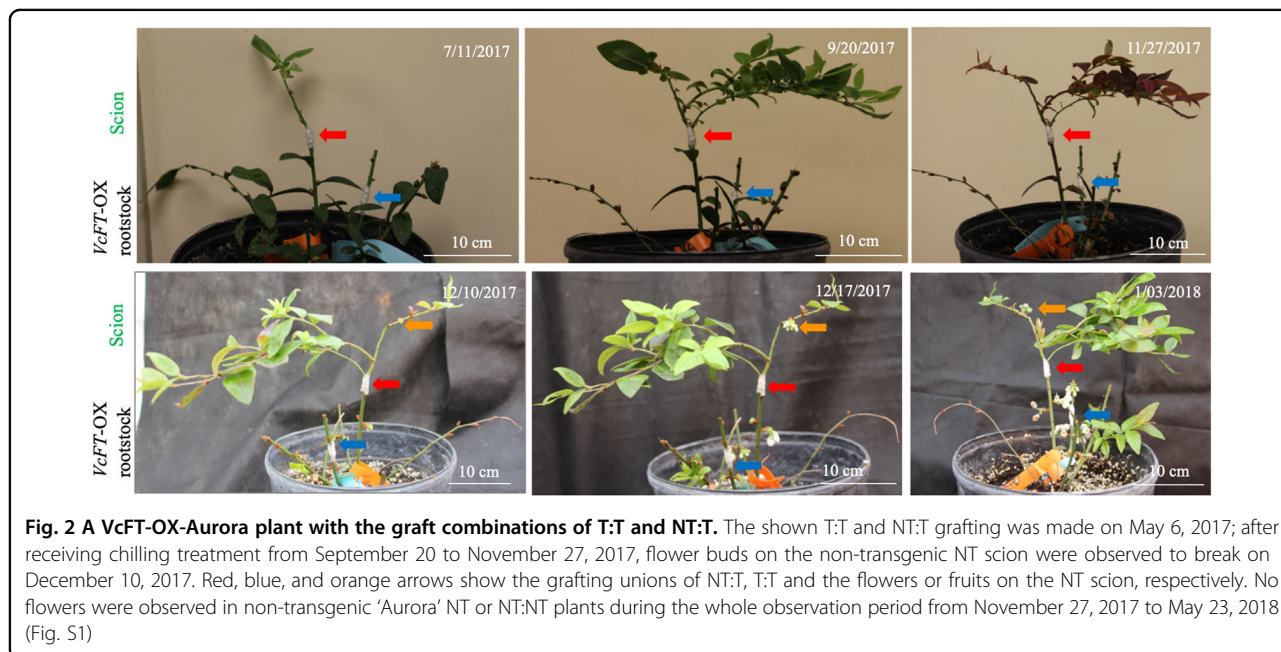 7/11/2017
9/20/2017
11/27/2017
Scion
VcFT-OX
rootstock
10 cm
10 cm
10 cm
12/10/2017
12/17/2017
1/03/2018
Scion
VcFT-OX
rootstock
10 cm
10 cm
10 cm
Fig. 2 A VcFT-OX-Aurora plant with the graft combinations of T:T and NT:T. The shown T:T and NT:T grafting was made on May 6, 2017; after
receiving chilling treatment from September 20 to November 27, 2017, flower buds on the non-transgenic NT scion were observed to break on
December 10, 2017. Red, blue, and orange arrows show the grafting unions of NT:T, T:T and the flowers or fruits on the NT scion, respectively. No
flowers were observed in non-transgenic ‘Aurora’ NT or NT:NT plants during the whole observation period from November 27, 2017 to May 23, 2018
(Fig. S1)